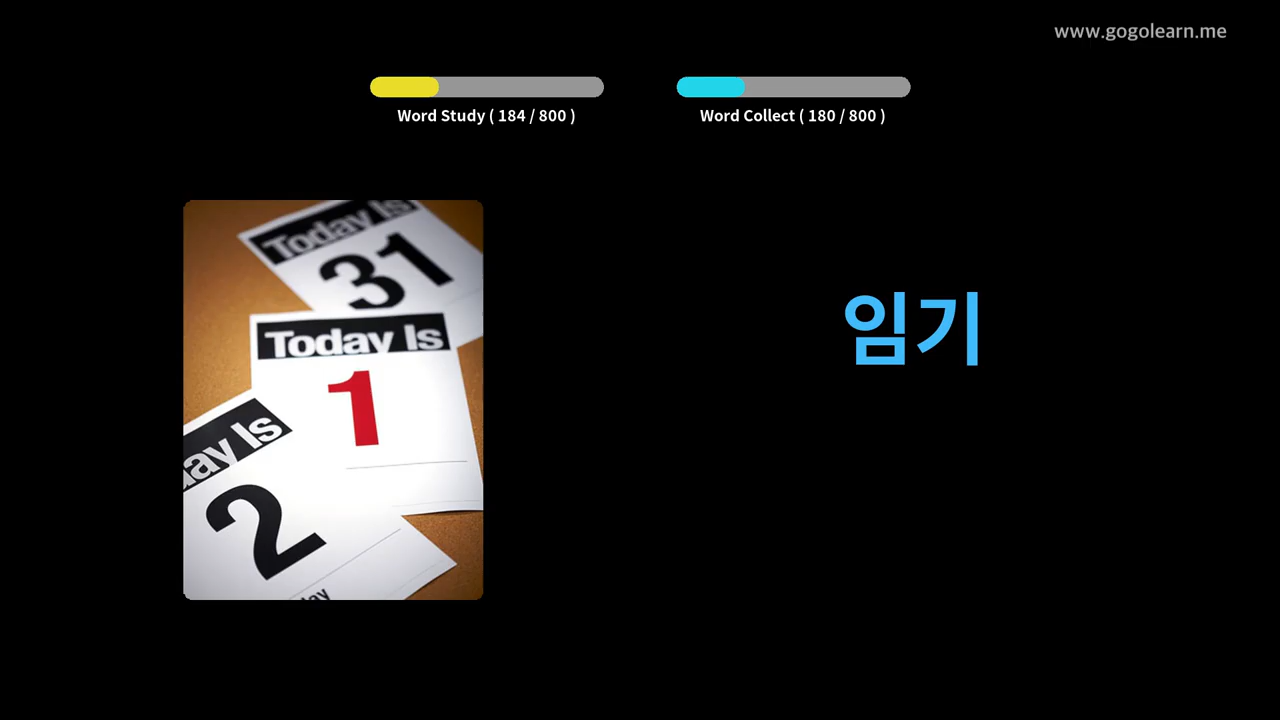 www.gogolearn.me
Word Study ( 184 / 800 )
Word Collect ( 180 / 800 )
Today Is
31
Today Is
1
ay Is
2
임기